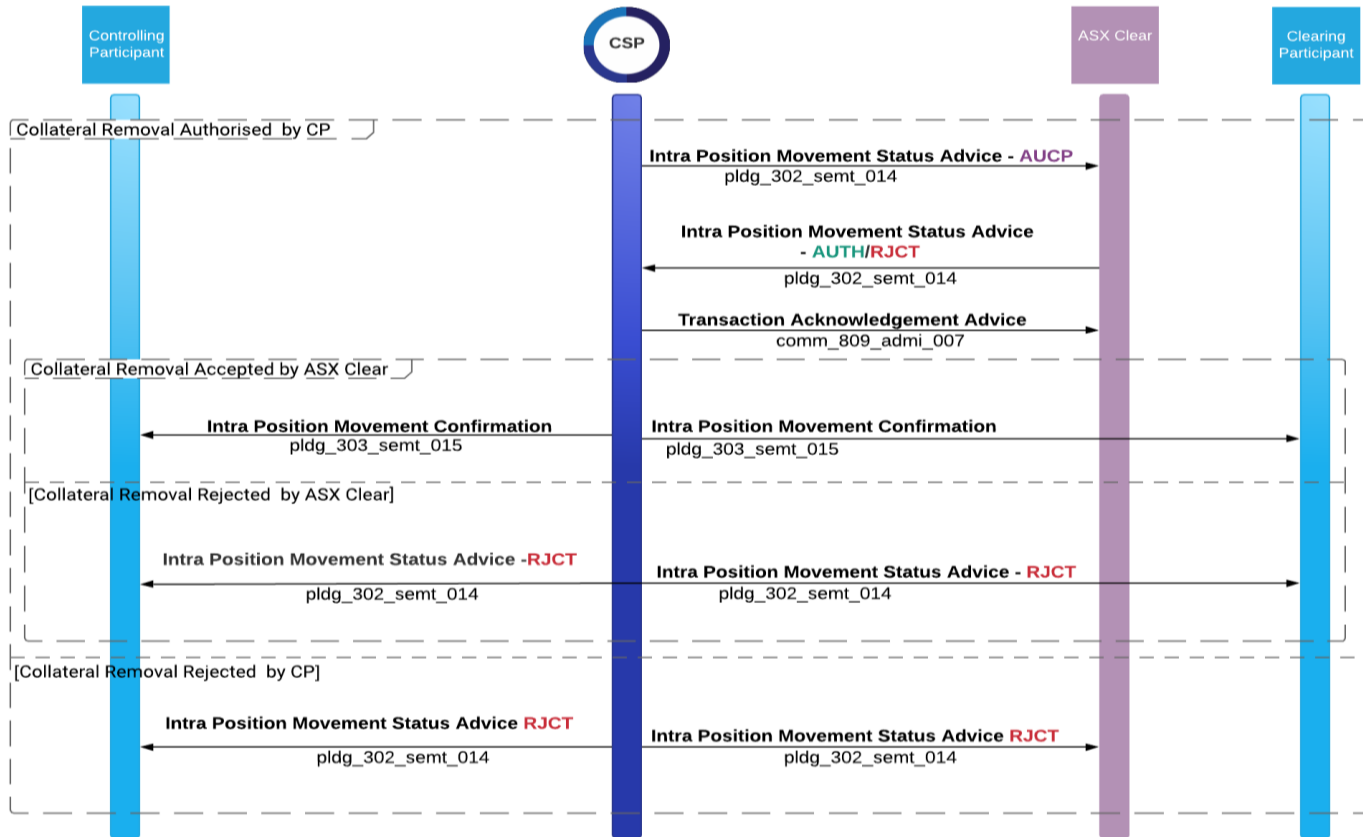 Controlling
Participant
CSP
ASX Clear
Clearing
Participant
Collateral Removal Authorised  by CP
Intra Position Movement Status Advice - AUCP
pldg_302_semt_014
Intra Position Movement Status Advice
- AUTH/RJCT
pldg_302_semt_014
Transaction Acknowledgement Advice
comm_809_admi_007
Collateral Removal Accepted by ASX Clear
Intra Position Movement Confirmation
pldg_303_semt_015
Intra Position Movement Confirmation
pldg_303_semt_015
[Collateral Removal Rejected  by ASX Clear]
Intra Position Movement Status Advice -RJCT
pldg_302_semt_014
Intra Position Movement Status Advice - RJCT
pldg_302_semt_014
[Collateral Removal Rejected  by CP]
Intra Position Movement Status Advice RJCT
pldg_302_semt_014
Intra Position Movement Status Advice RJCT
pldg_302_semt_014